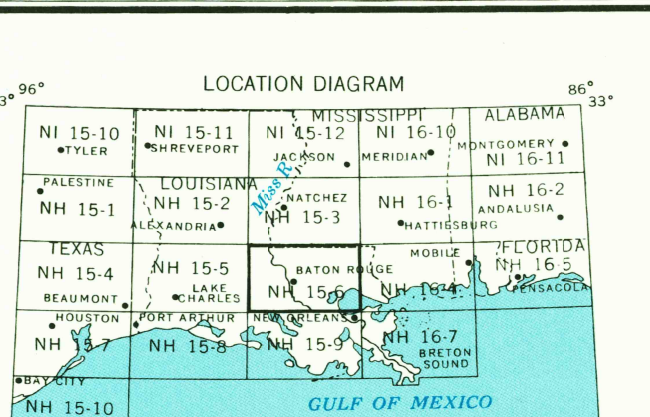 LOCATION DIAGRAM
96°
86°
3°
33°
MISSISSIPPI
ALABAMA
NI 15-10
TYLER
NI 15-11
SHREVEPORT
NI 15-12
JACKSON
NI 16-10
MERIDIAN
MONTGOMERY
NI 16-11
PALESTINE
NH 15-1
LOUISIANA
NH 15-2
ALEXANDRIA
Miss R
NATCHEZ
NH 15-3
NH 16-1
HATTIESBURG
NH 16-2
ANDALUSIA
TEXAS
NH 15-4
BEAUMONT
NH 15-5
LAKE
CHARLES
BATON ROUGE
NH 15-6
MOBILE
NH 16-4
FLORIDA
NH 16-5
PENSACOLA
HOUSTON
NH 15-7
PORT ARTHUR
NH 15-8
NEW ORLEANS
NH 15-9
NH 16-7
BRETON
SOUND
BAY CITY
NH 15-10
GULF OF MEXICO